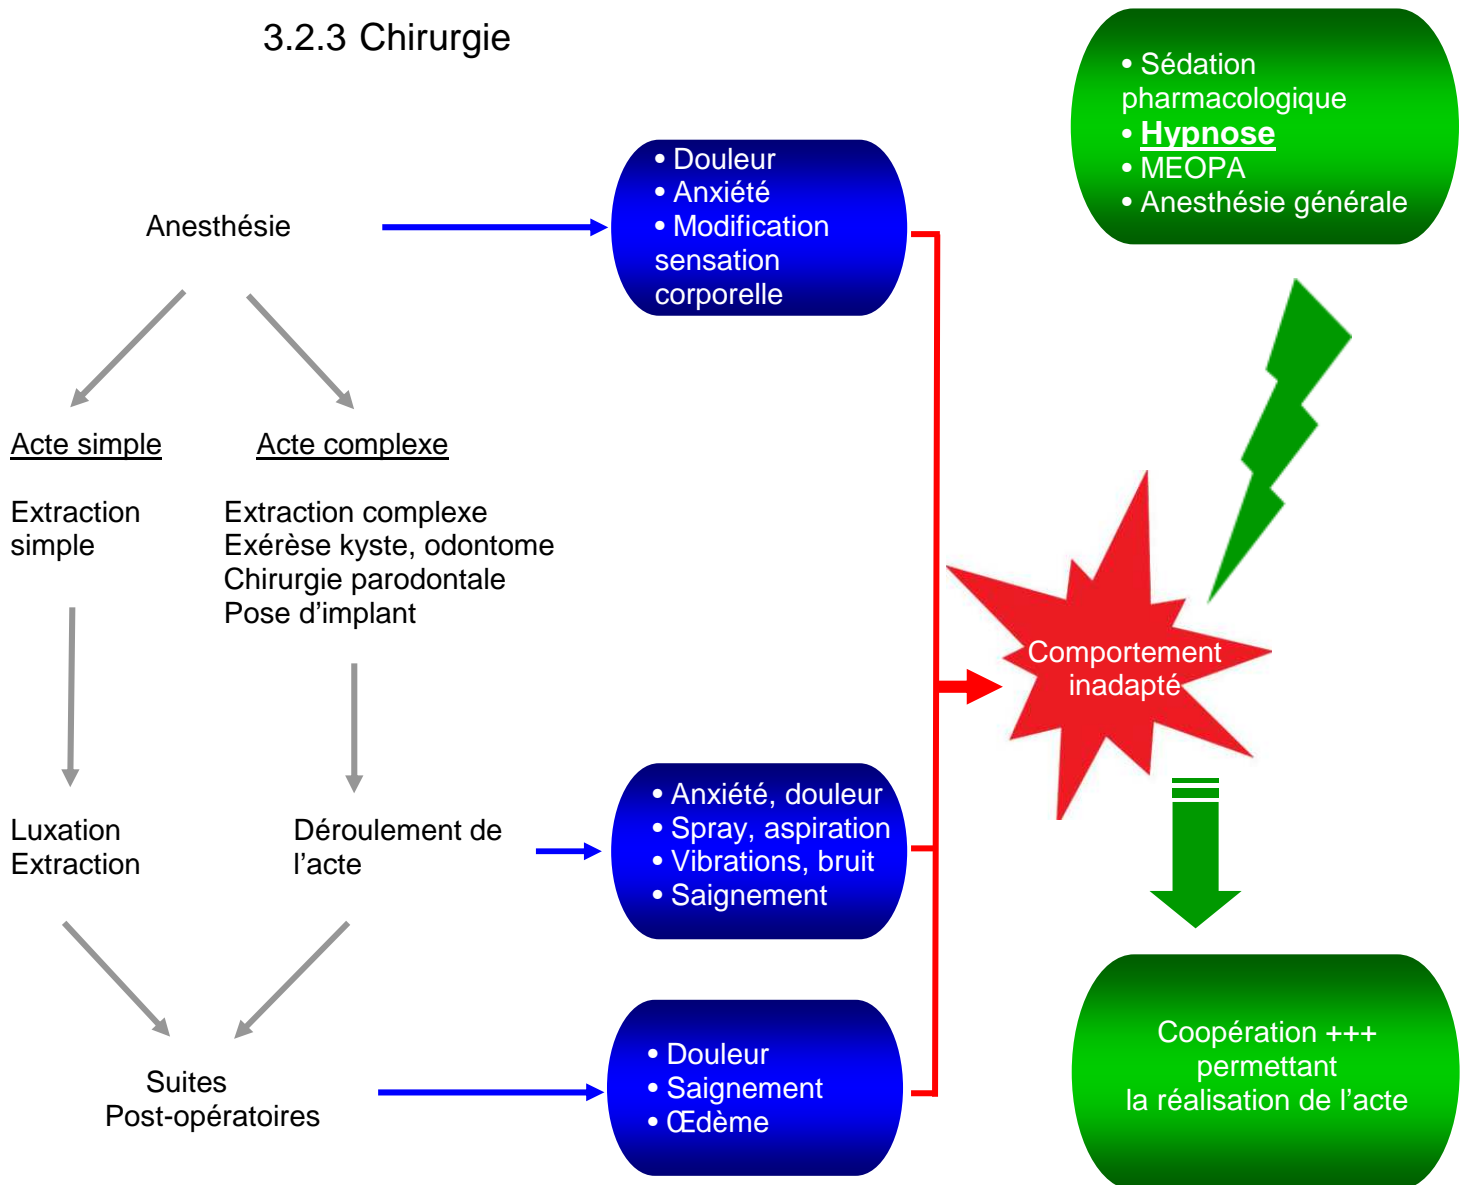 3.2.3 Chirurgie
• Sédation
pharmacologique
• Hypnose
• MEOPA
• Anesthésie générale
• Douleur
• Anxiété
• Modification
sensation
corporelle
Anesthésie
Acte simple
Acte complexe
Extraction
simple
Extraction complexe
Exérèse kyste, odontome
Chirurgie parodontale
Pose d’implant
Comportement
inadapté
Luxation
Extraction
Déroulement de
l’acte
• Anxiété, douleur
• Spray, aspiration
• Vibrations, bruit
• Saignement
Suites
Post-opératoires
• Douleur
• Saignement
• Œdème
Coopération +++
permettant
la réalisation de l’acte